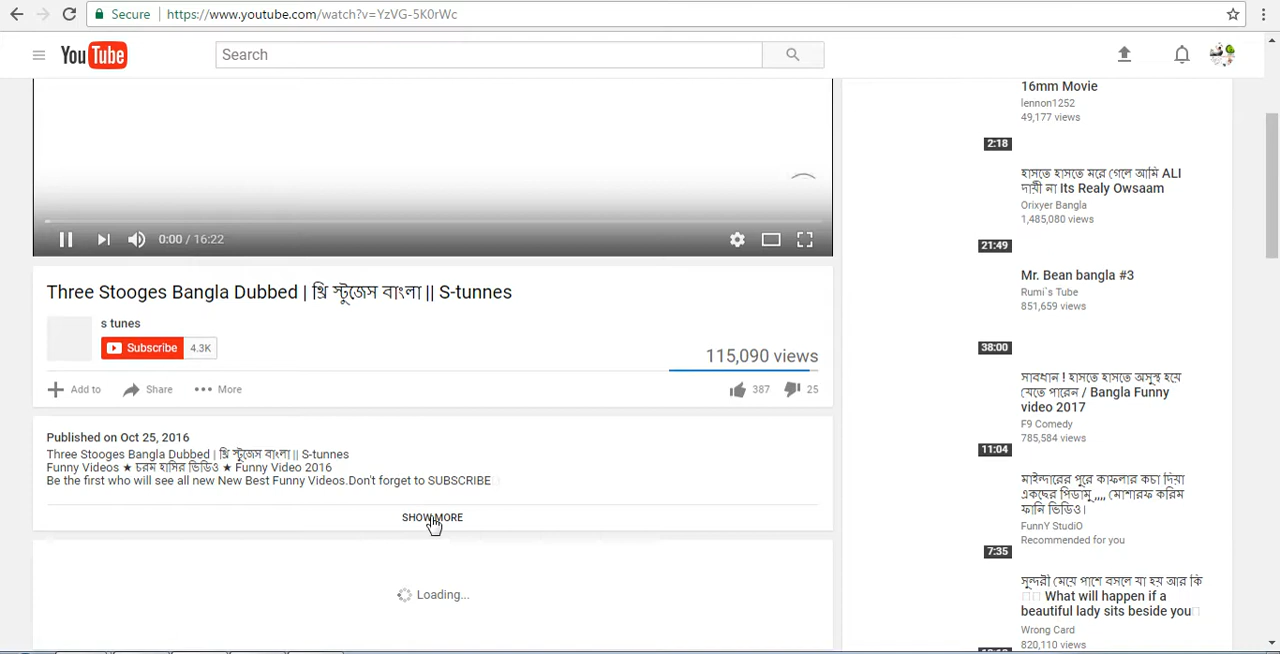 Secure
https://www.youtube.com/watch?v=YzVG-5K0rWc
YouTube
Search
0:00 / 16:22
Three Stooges Bangla Dubbed | থ্রি স্টুজেস বাংলা || S-tunnes
s tunes
Subscribe 4.3K
115,090 views
Add to Share More 387 25
Published on Oct 25, 2016
Three Stooges Bangla Dubbed | থ্রি স্টুজেস বাংলা || S-tunnes
Funny Videos ★ চরম হাসির ভিডিও ★ Funny Video 2016
Be the first who will see all new New Best Funny Videos.Don't forget to SUBSCRIBE
SHOW MORE
Loading...
16mm Movie
lennon1252
49,177 views
2:18
হাসতে হাসতে মরে গেলে আমি ALI
দায়ী না Its Realy Owsaam
Orixyer Bangla
1,485,080 views
21:49
Mr. Bean bangla #3
Rumi`s Tube
851,659 views
38:00
সাবধান ! হাসতে হাসতে অসুস্থ হয়ে
যেতে পারেন / Bangla Funny
video 2017
F9 Comedy
785,584 views
11:04
মাইন্দারের পুরে কাফলার কচা দিয়া
একছের পিডামু ,,,, মোশারফ করিম
ফানি ভিডিও।
FunnY StudiO
Recommended for you
7:35
সুন্দরী মেয়ে পাশে বসলে যা হয় আর কি
What will happen if a
beautiful lady sits beside you
Wrong Card
820,110 views